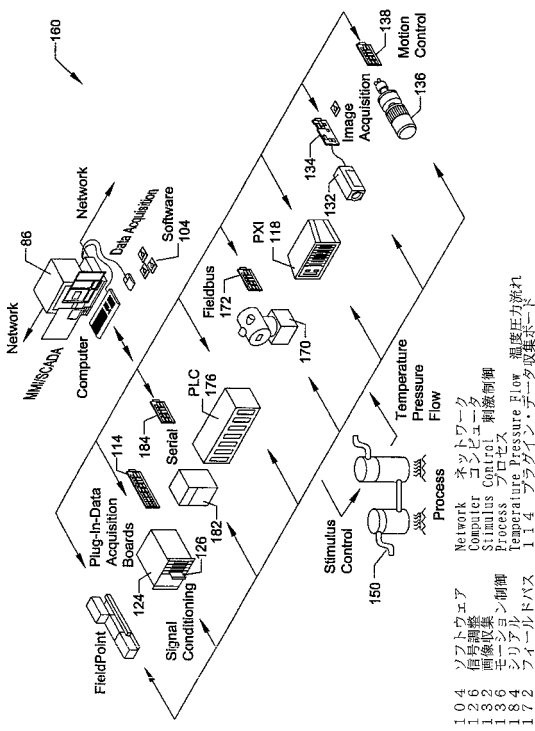 160
Network
86
Network
MMI/SCADA
Data Acquisition
Software
104
Computer
138
Motion
Control
Image
Acquisition
136
134
132
PXI
118
Fieldbus
172
170
PLC
176
184
Serial
182
114
Plug-In-Data
Acquisition
Boards
124
126
Signal
Conditioning
FieldPoint
Temperature
Pressure
Flow
Stimulus
Control
Process
150
104 ソフトウェア
126 信号調整
132 画像収集
136 モーション制御
184 シリアル
172 フィールドバス
Network ネットワーク
Computer コンピュータ
Stimulus Control 刺激制御
Process プロセス
Temperature Pressure Flow 温度圧力流れ
114 プラグイン・データ収集ボード